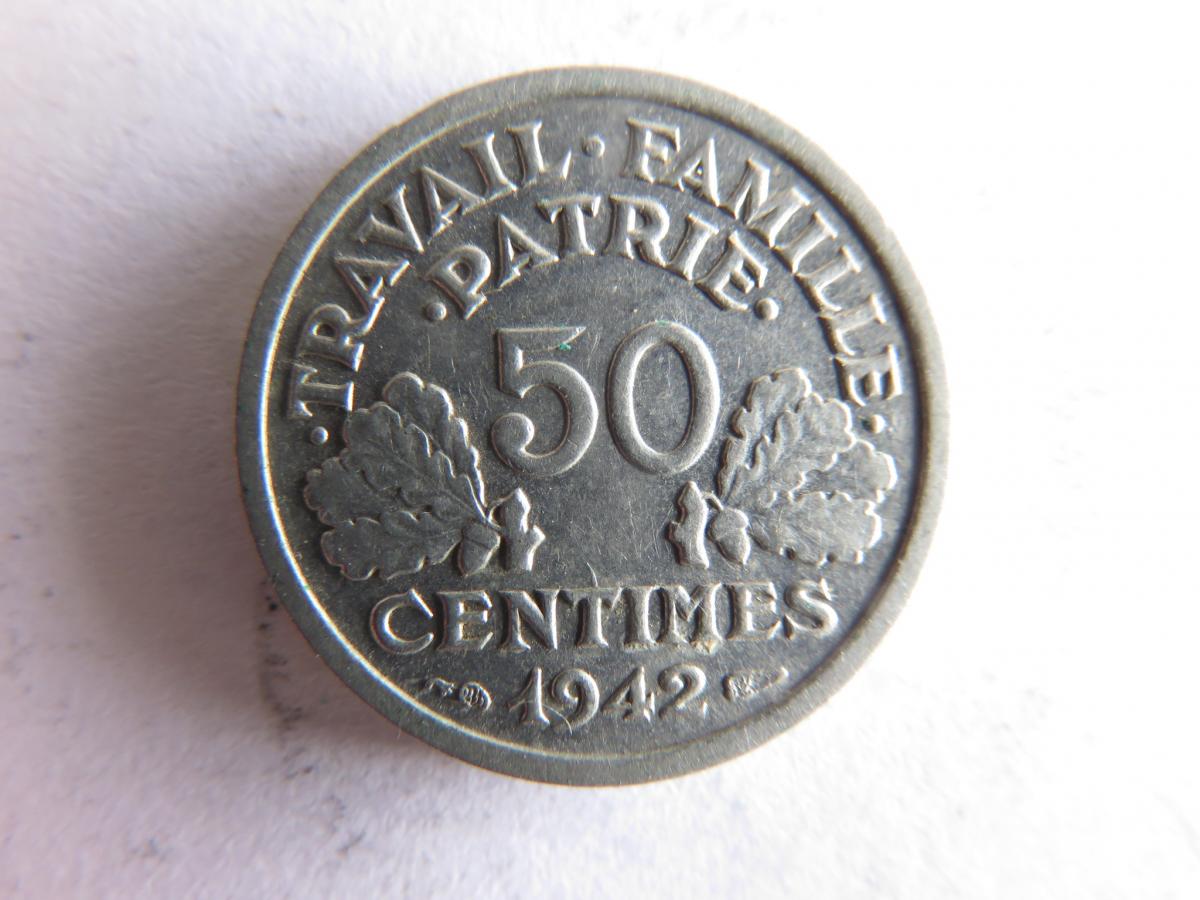 · TRAVAIL · FAMILLE ·
· PATRIE ·
50
CENTIMES
1942